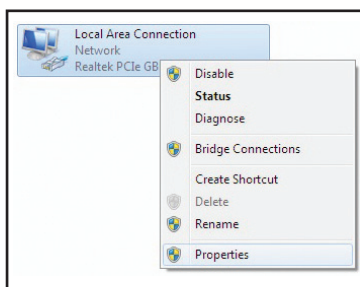 Local Area Connection
Network
Realtek PCIe GB
Disable
Status
Diagnose
Bridge Connections
Create Shortcut
Delete
Rename
Properties